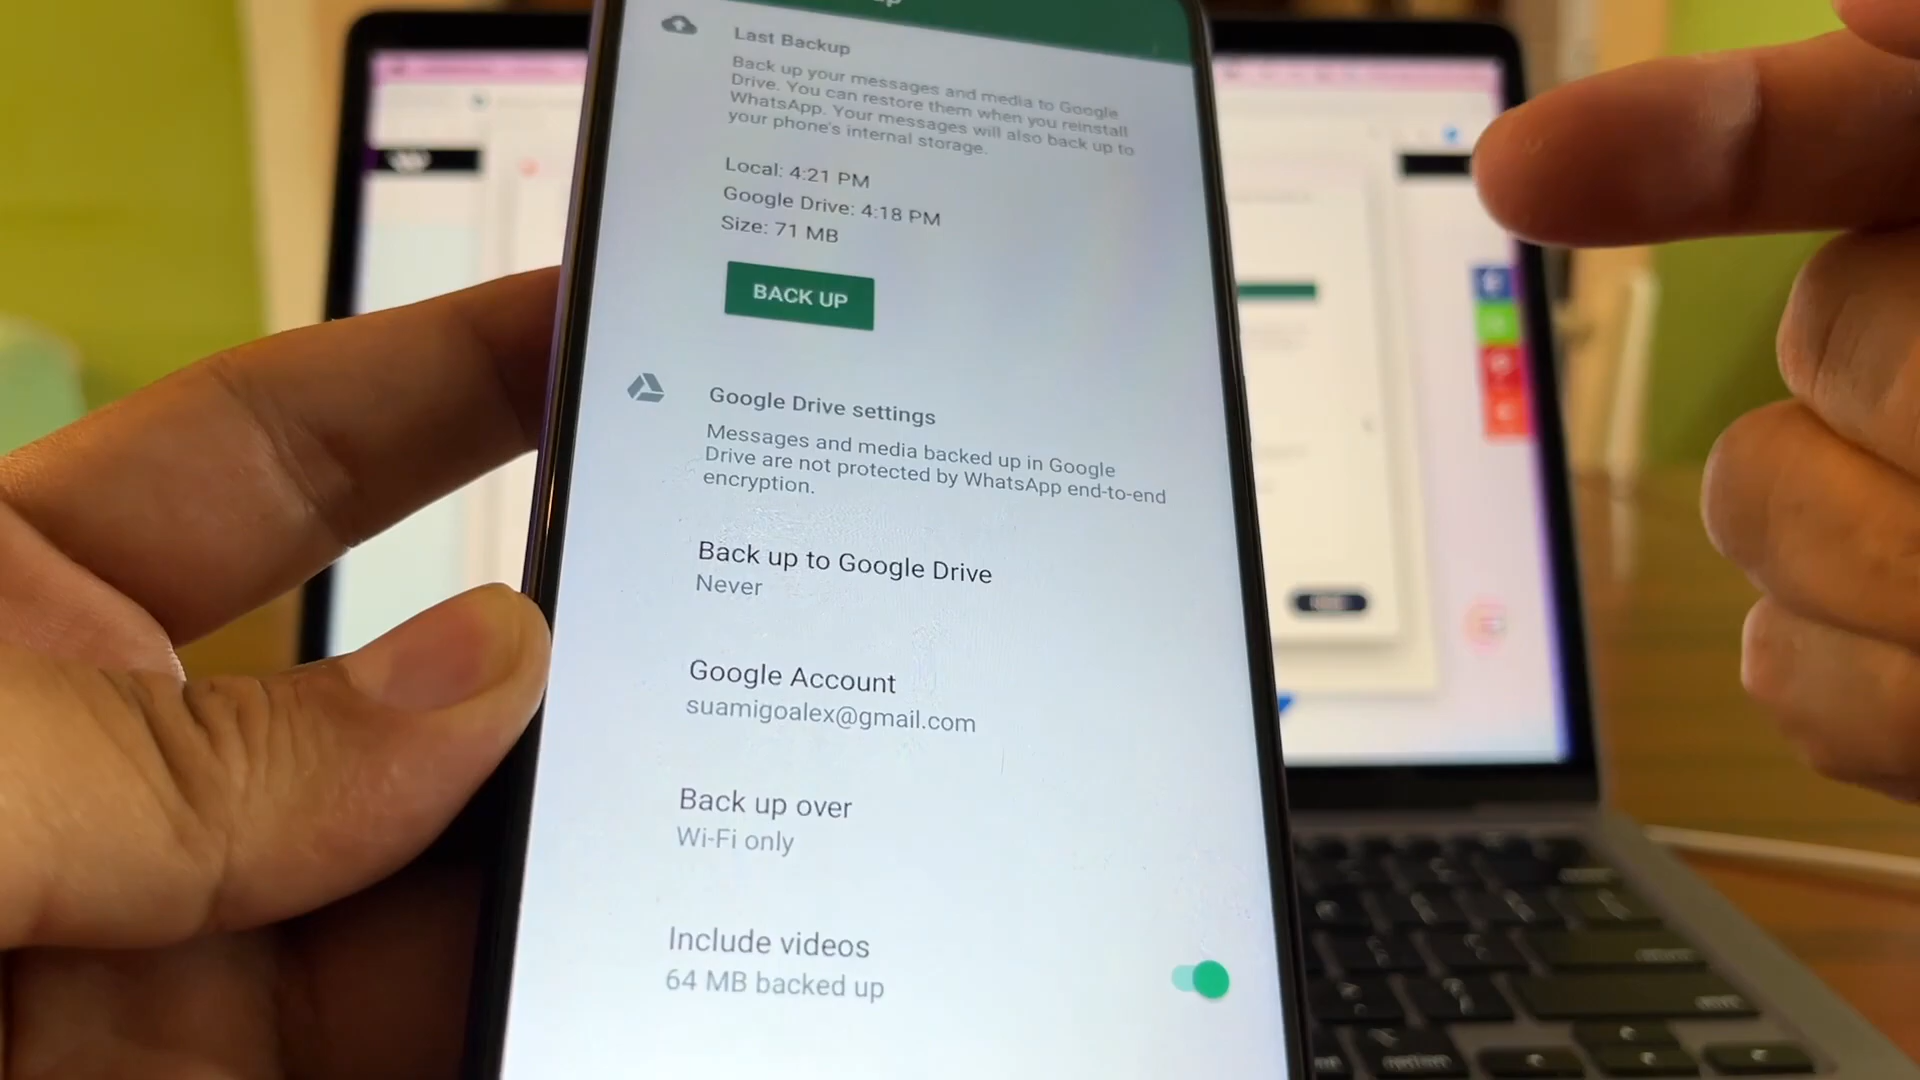 Last Backup
Back up your messages and media to Google
Drive. You can restore them when you reinstall
WhatsApp. Your messages will also back up to
your phone's internal storage.
Local: 4:21 PM
Google Drive: 4:18 PM
Size: 71 MB
BACK UP
Google Drive settings
Messages and media backed up in Google
Drive are not protected by WhatsApp end-to-end
encryption.
Back up to Google Drive
Never
Google Account
suamigoalex@gmail.com
Back up over
Wi-Fi only
Include videos
64 MB backed up